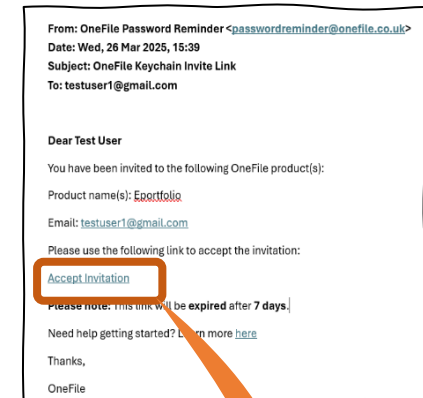 From: OneFile Password Reminder <passwordreminder@onefile.co.uk>
Date: Wed, 26 Mar 2025, 15:39
Subject: OneFile Keychain Invite Link
To: testuser1@gmail.com
Dear Test User
You have been invited to the following OneFile product(s):
Product name(s): Eportfolio
Email: testuser1@gmail.com
Please use the following link to accept the invitation:
Accept Invitation
Please note: This link will be expired after 7 days.
Need help getting started? more here
Thanks,
OneFile